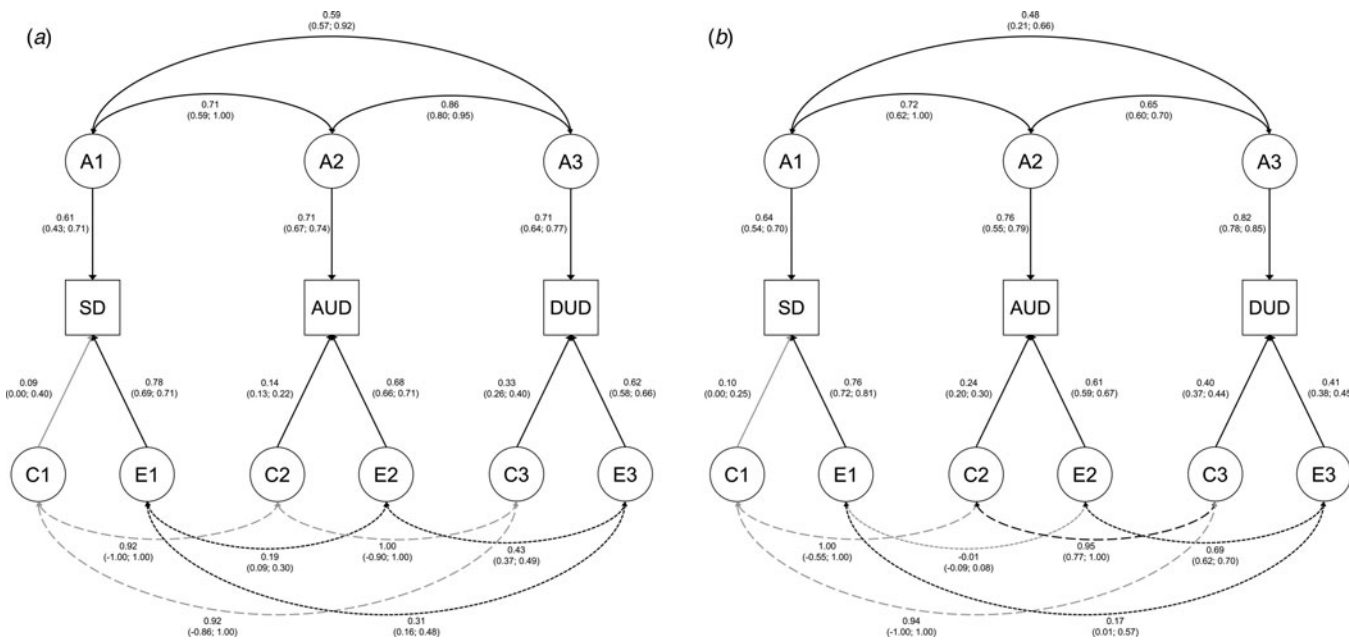 (a)
0.59
(0.57; 0.92)
0.71
(0.59; 1.00)
0.86
(0.80; 0.95)
A1
A2
A3
0.61
(0.43; 0.71)
0.71
(0.67; 0.74)
0.71
(0.64; 0.77)
SD
AUD
DUD
0.09
(0.00; 0.40)
0.78
(0.69; 0.71)
0.14
(0.13; 0.22)
0.68
(0.66; 0.71)
0.33
(0.26; 0.40)
0.62
(0.58; 0.66)
C1
E1
C2
E2
C3
E3
0.92
(-1.00; 1.00)
0.19
(0.09; 0.30)
1.00
(-0.90; 1.00)
0.43
(0.37; 0.49)
0.92
(-0.86; 1.00)
0.31
(0.16; 0.48)
(b)
0.48
(0.21; 0.66)
0.72
(0.62; 1.00)
0.65
(0.60; 0.70)
A1
A2
A3
0.64
(0.54; 0.70)
0.76
(0.55; 0.79)
0.82
(0.78; 0.85)
SD
AUD
DUD
0.10
(0.00; 0.25)
0.76
(0.72; 0.81)
0.24
(0.20; 0.30)
0.61
(0.59; 0.67)
0.40
(0.37; 0.44)
0.41
(0.38; 0.45
C1
E1
C2
E2
C3
E3
1.00
(-0.55; 1.00)
-0.01
(-0.09; 0.08)
0.95
(0.77; 1.00)
0.69
(0.62; 0.70)
0.94
(-1.00; 1.00)
0.17
(0.01; 0.57)